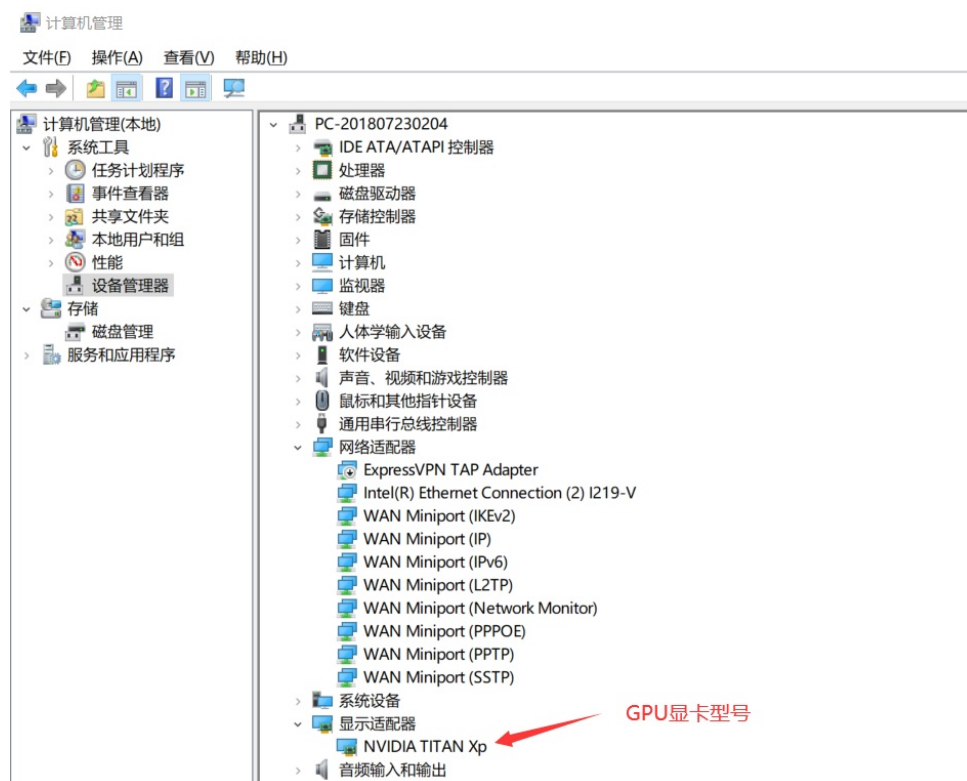 计算机管理
文件(F) 操作(A) 查看(V) 帮助(H)
计算机管理(本地)
系统工具
任务计划程序
事件查看器
共享文件夹
本地用户和组
性能
设备管理器
存储
磁盘管理
服务和应用程序
PC-201807230204
IDE ATA/ATAPI 控制器
处理器
磁盘驱动器
存储控制器
固件
计算机
监视器
键盘
人体学输入设备
软件设备
声音、视频和游戏控制器
鼠标和其他指针设备
通用串行总线控制器
网络适配器
ExpressVPN TAP Adapter
Intel(R) Ethernet Connection (2) I219-V
WAN Miniport (IKEv2)
WAN Miniport (IP)
WAN Miniport (IPv6)
WAN Miniport (L2TP)
WAN Miniport (Network Monitor)
WAN Miniport (PPPOE)
WAN Miniport (PPTP)
WAN Miniport (SSTP)
系统设备
显示适配器
GPU显卡型号
NVIDIA TITAN Xp
音频输入和输出